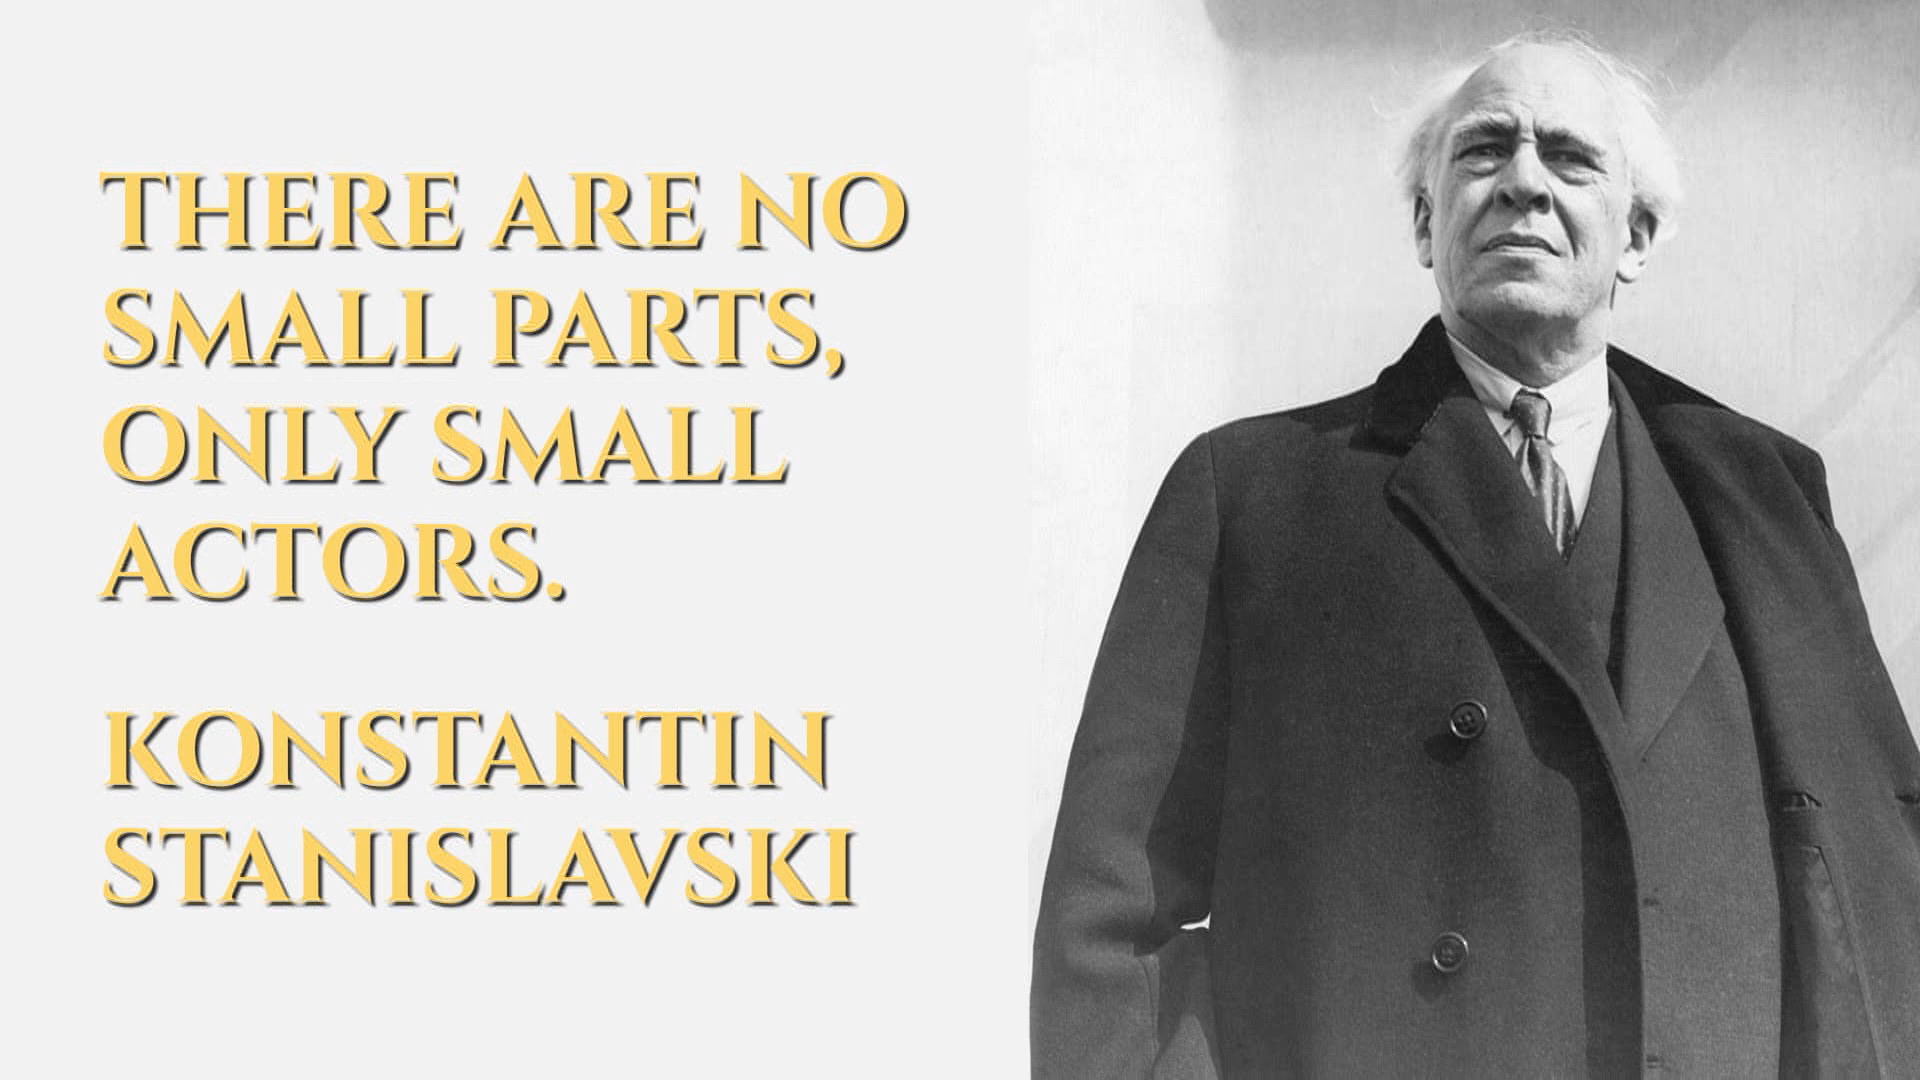 THERE ARE NO
SMALL PARTS,
ONLY SMALL
ACTORS.
KONSTANTIN
STANISLAVSKI